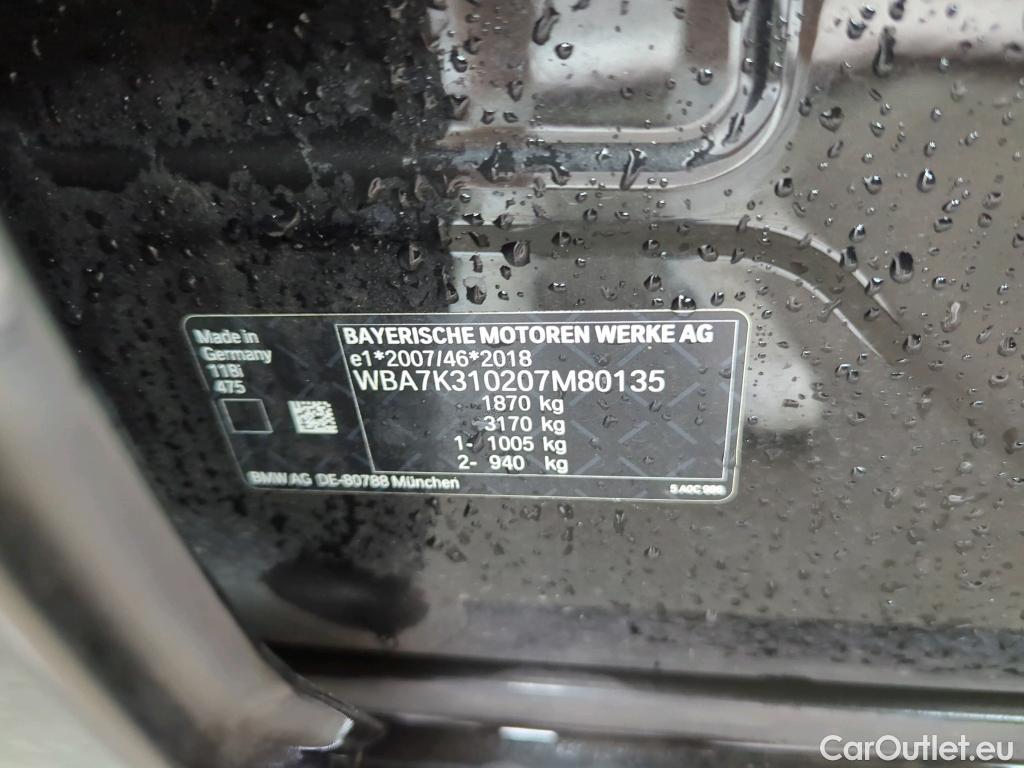 Made in
Germany
118i
475
BAYERISCHE MOTOREN WERKE AG
e1*2007/46*2018
WBA7K310207M80135
1870 kg
3170 kg
1- 1005 kg
2- 940 kg
BMW AG DE-80788 München
CarOutlet.eu